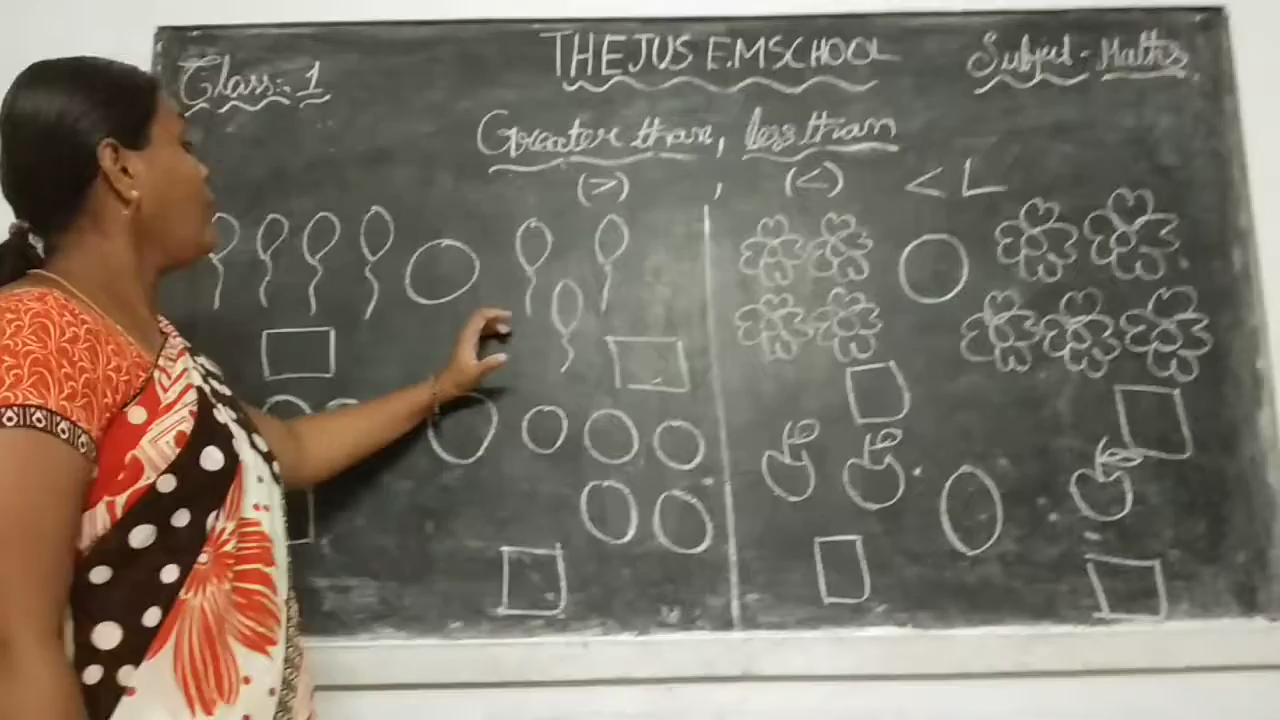 THEJUS E.M SCHOOL
Class:- 1
Subject:- Maths
Greater than, less than
(>) , (<) < L